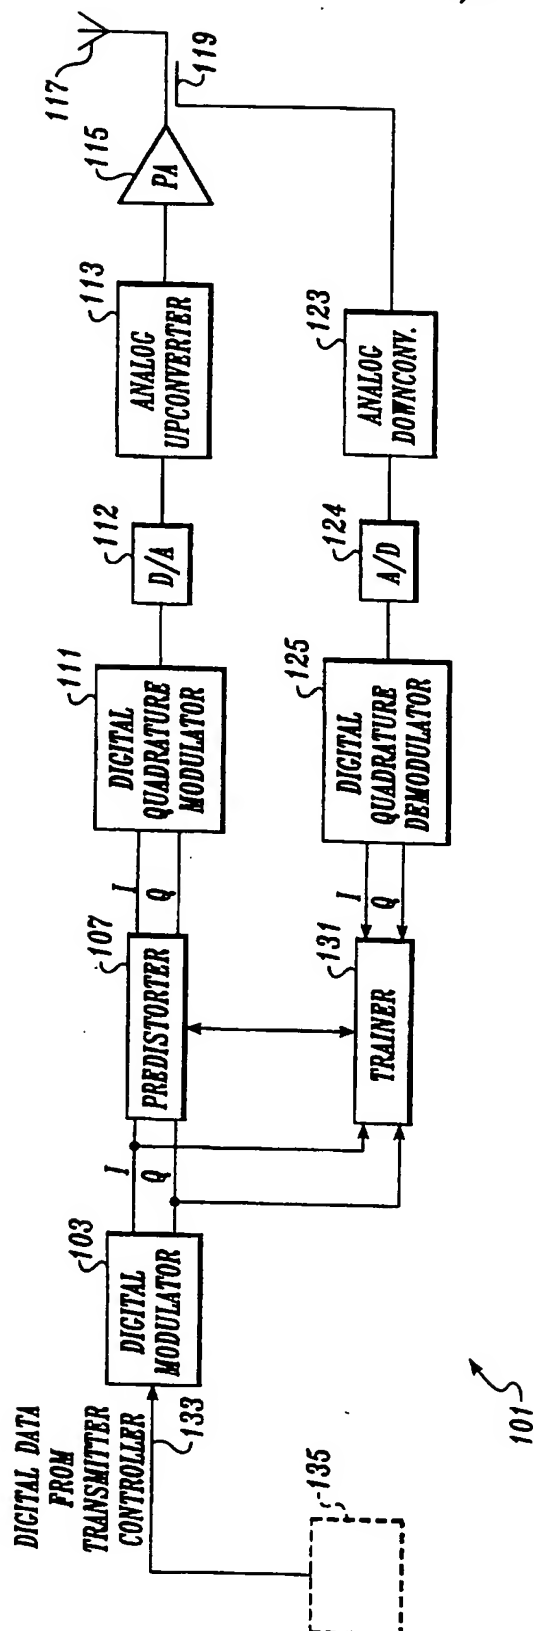 DIGITAL DATA
FROM
TRANSMITTER
CONTROLLER
133
135
101
103
DIGITAL
MODULATOR
I
Q
107
PREDISTORTER
I
Q
111
DIGITAL
QUADRATURE
MODULATOR
112
D/A
113
ANALOG
UPCONVERTER
115
PA
117
119
123
ANALOG
DOWNCONV.
124
A/D
125
DIGITAL
QUADRATURE
DEMODULATOR
I
Q
131
TRAINER